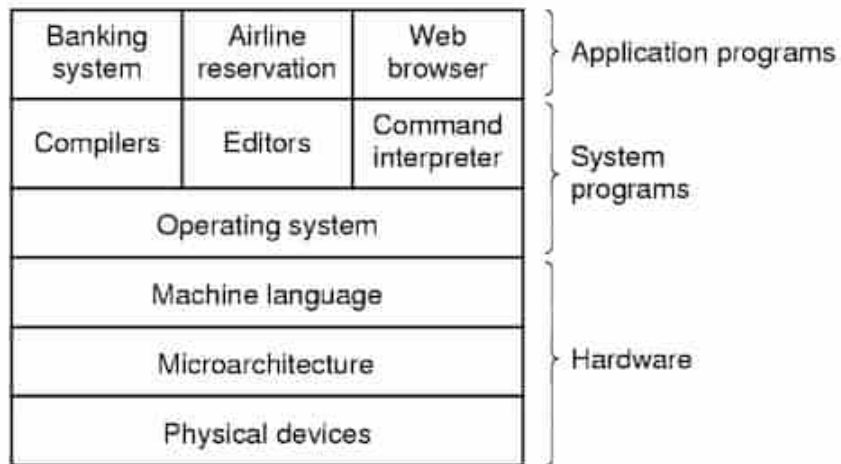 Banking
system
Airline
reservation
Web
browser
Application programs
Compilers
Editors
Command
interpreter
System
programs
Operating system
Machine language
Microarchitecture
Hardware
Physical devices